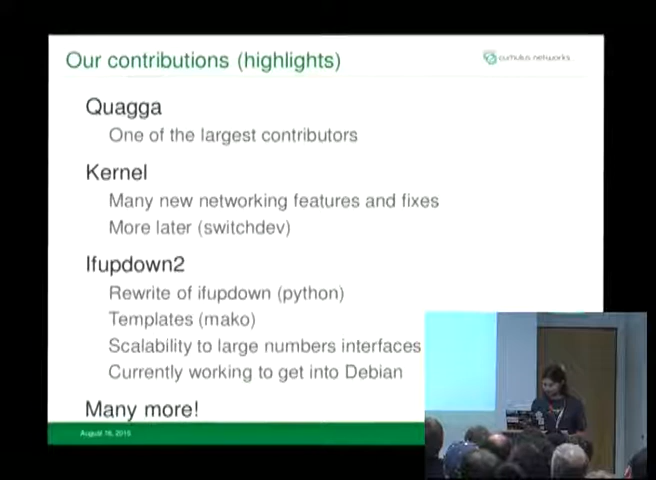 Our contributions (highlights)
cumulus networks
Quagga
One of the largest contributors
Kernel
Many new networking features and fixes
More later (switchdev)
Ifupdown2
Rewrite of ifupdown (python)
Templates (mako)
Scalability to large numbers interfaces
Currently working to get into Debian
Many more!
August 18, 2015